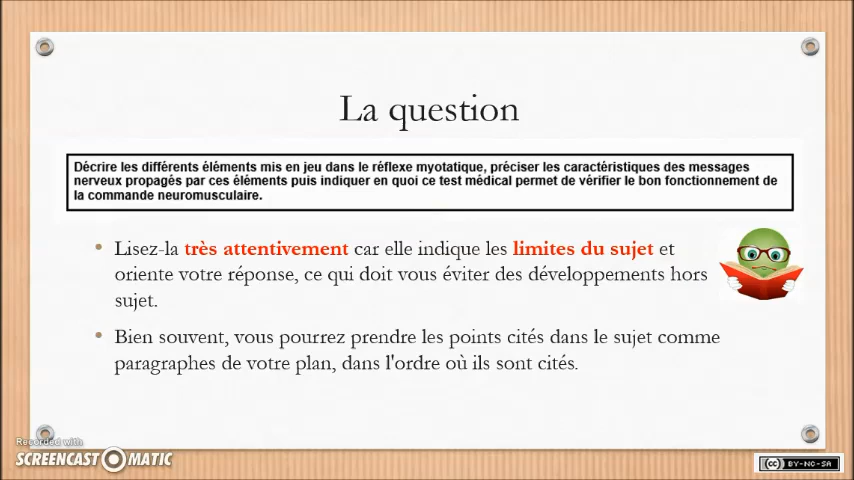 La question
Décrire les différents éléments mis en jeu dans le réflexe myotatique, préciser les caractéristiques des messages
nerveux propagés par ces éléments puis indiquer en quoi ce test médical permet de vérifier le bon fonctionnement de
la commande neuromusculaire.
• Lisez-la très attentivement car elle indique les limites du sujet et
oriente votre réponse, ce qui doit vous éviter des développements hors
sujet.
• Bien souvent, vous pourrez prendre les points cités dans le sujet comme
paragraphes de votre plan, dans l'ordre où ils sont cités.
Recorded with
SCREENCAST-O-MATIC
cc BY-NC-SA